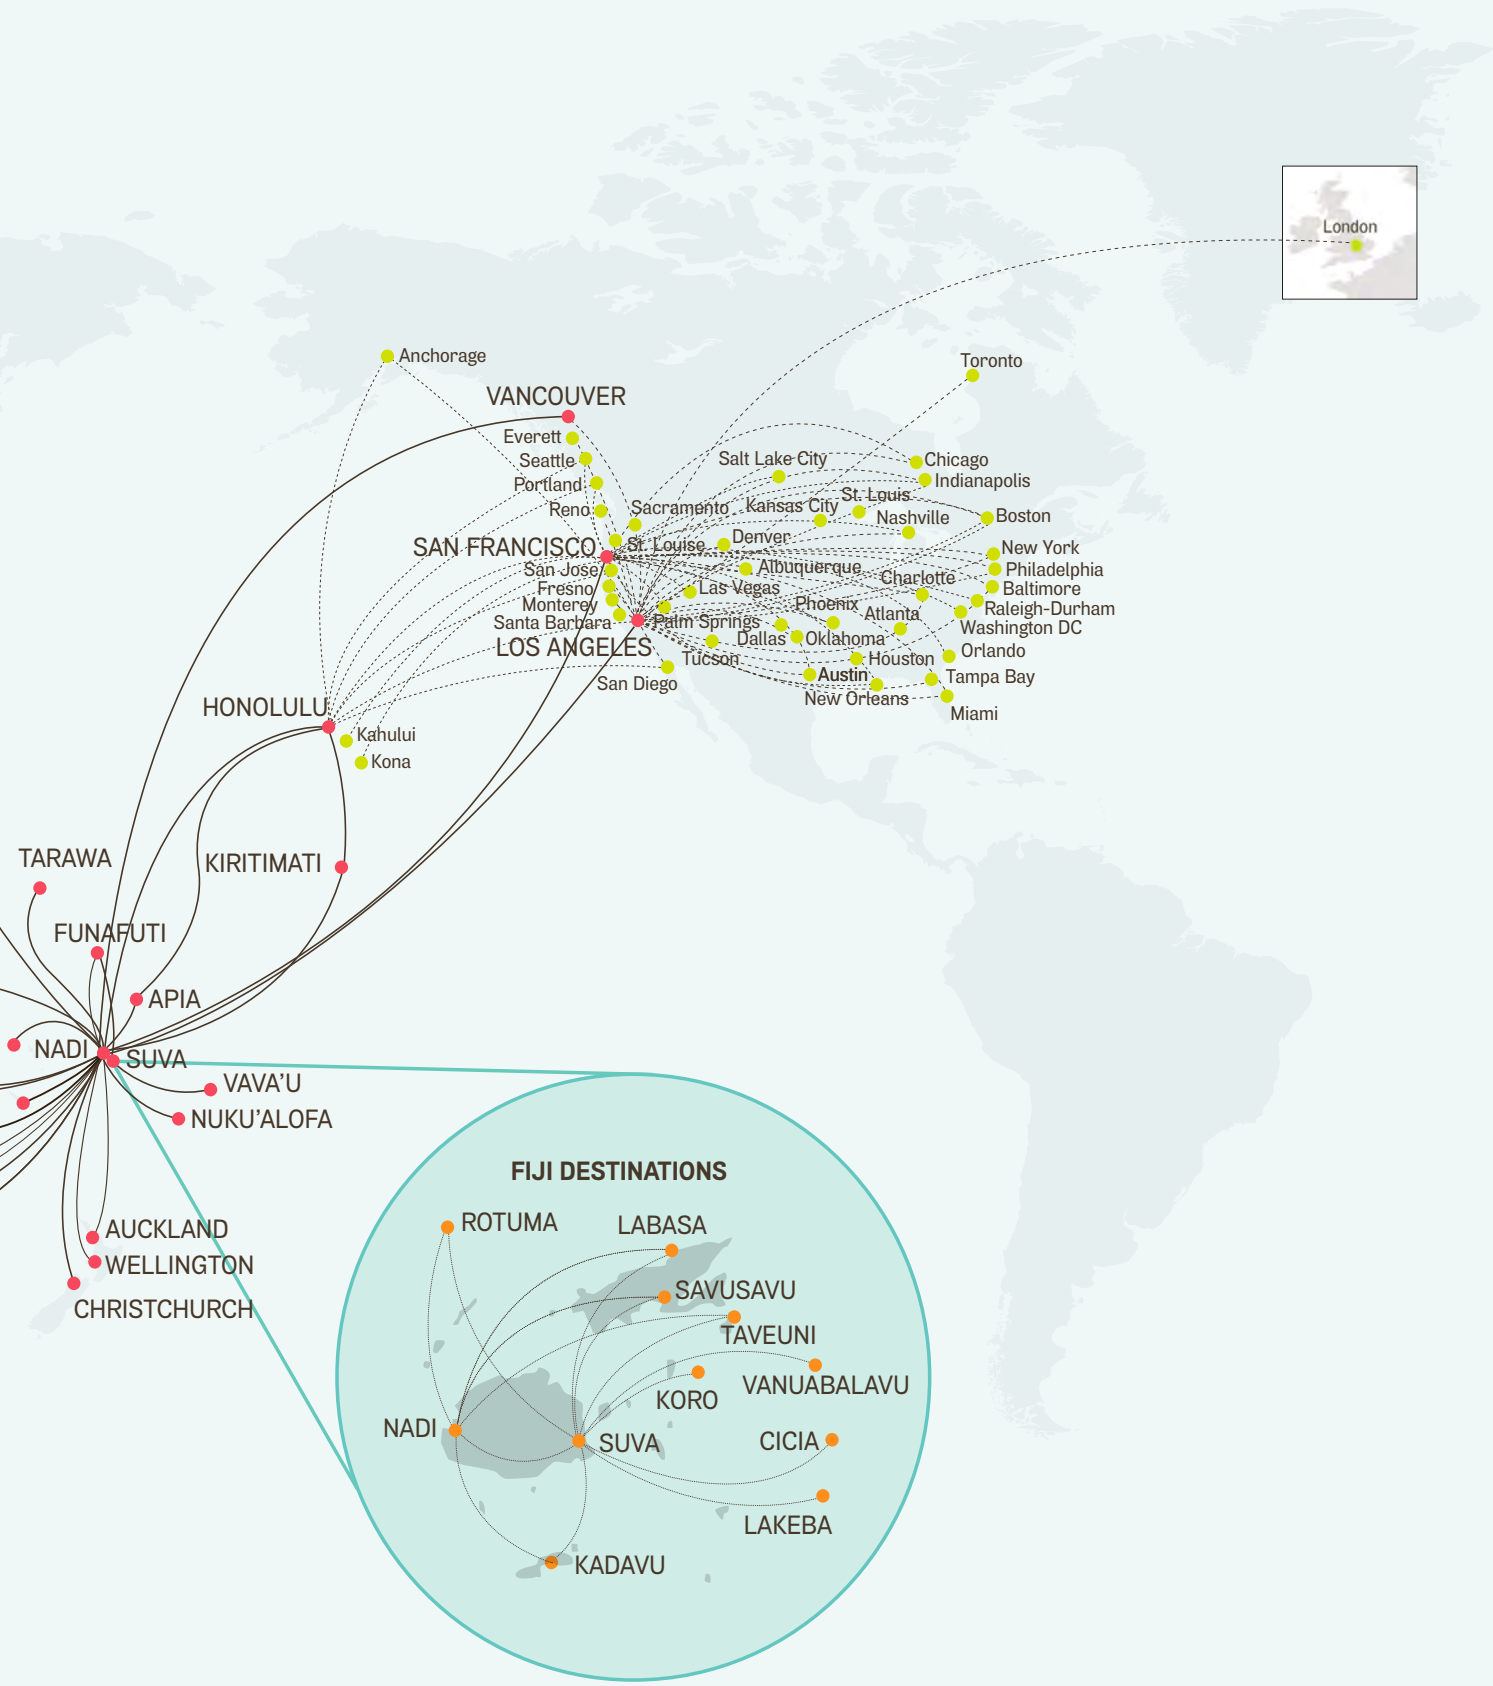 London
Anchorage
Toronto
VANCOUVER
Everett
Seattle
Portland
Reno
Sacramento
Salt Lake City
Chicago
Indianapolis
Kansas City
St. Louis
Nashville
Boston
SAN FRANCISCO
St. Louise
Denver
New York
San Jose
Albuquerque
Philadelphia
Fresno
Las Vegas
Charlotte
Baltimore
Monterey
Phoenix
Atlanta
Raleigh-Durham
Santa Barbara
Palm Springs
Dallas
Oklahoma
Washington DC
LOS ANGELES
Tucson
Houston
Orlando
San Diego
Austin
New Orleans
Tampa Bay
Miami
HONOLULU
Kahului
Kona
TARAWA
KIRITIMATI
FUNAFUTI
APIA
NADI
SUVA
VAVA'U
NUKU'ALOFA
AUCKLAND
WELLINGTON
CHRISTCHURCH
FIJI DESTINATIONS
ROTUMA
LABASA
SAVUSAVU
TAVEUNI
VANUABALAVU
KORO
NADI
SUVA
CICIA
LAKEBA
KADAVU